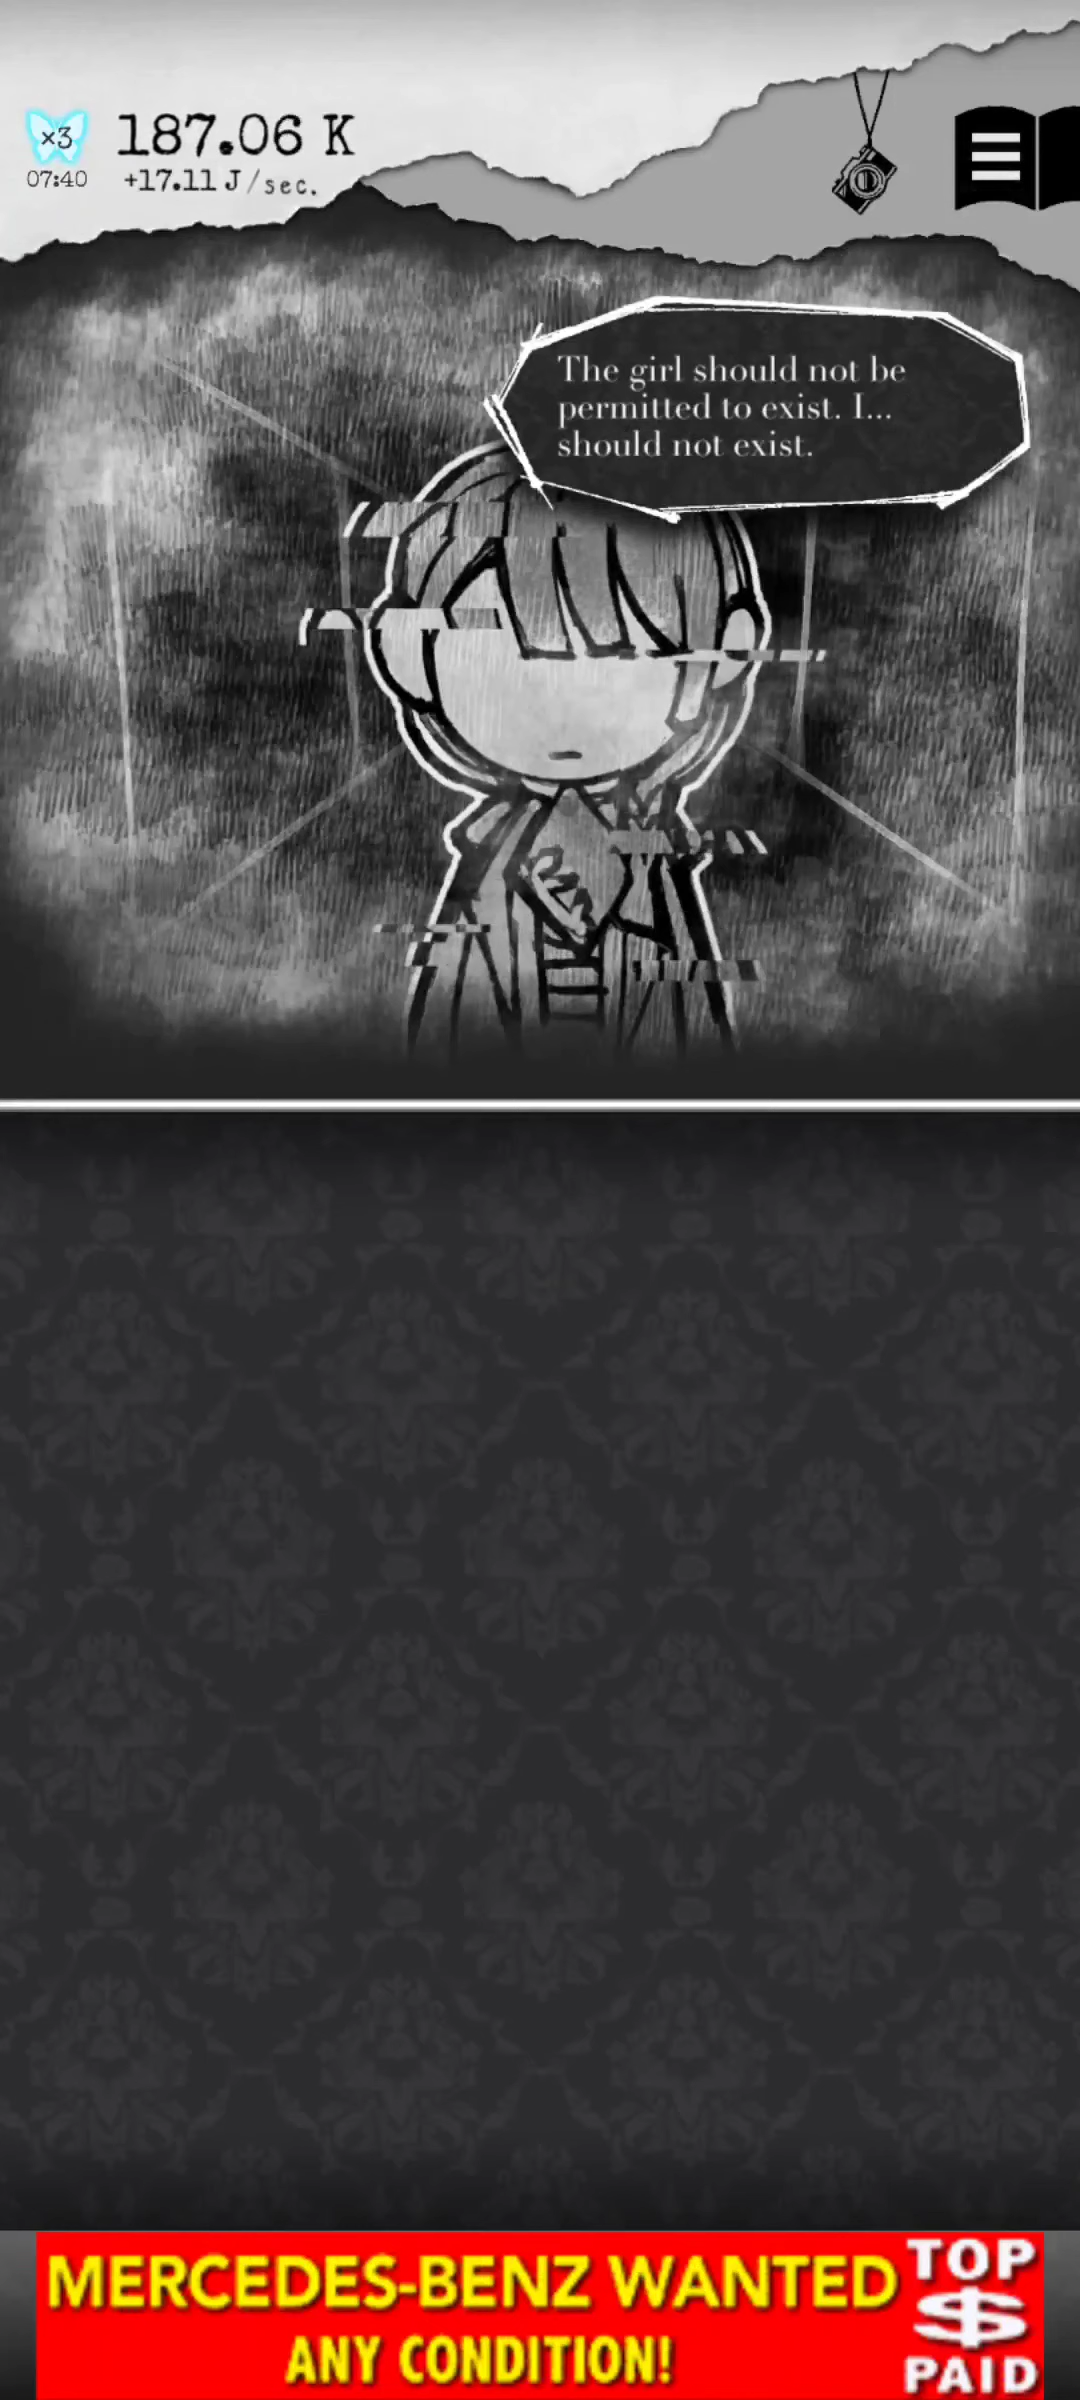 ×3
187.06 K
07:40
+17.11 J/sec.
The girl should not be
permitted to exist. I...
should not exist.
MERCEDES-BENZ WANTED
ANY CONDITION!
TOP
$
PAID